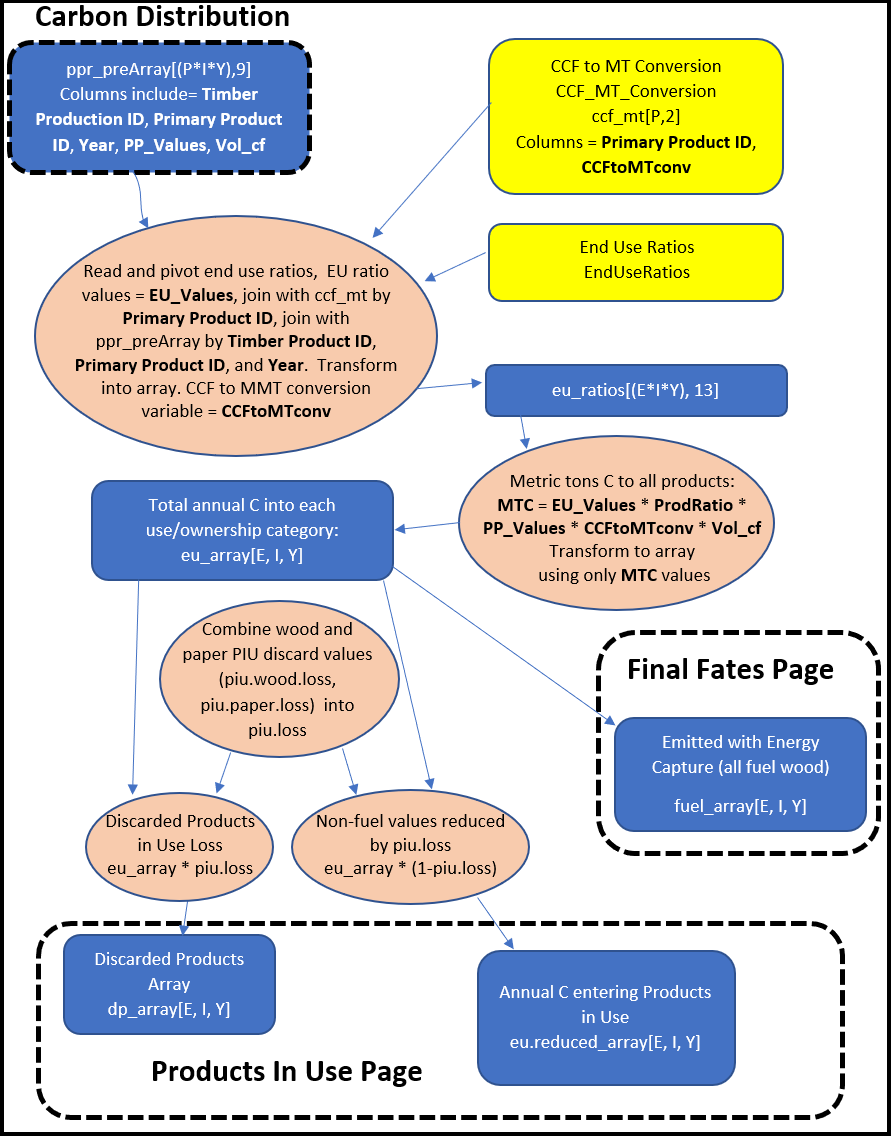 Carbon Distribution
ppr_preArray[(P*I*Y),9]
Columns include= Timber
Production ID, Primary Product
ID, Year, PP_Values, Vol_cf
CCF to MT Conversion
CCF_MT_Conversion
ccf_mt[P,2]
Columns = Primary Product ID,
CCFtoMTconv
End Use Ratios
EndUseRatios
Read and pivot end use ratios,  EU ratio
values = EU_Values, join with ccf_mt by
Primary Product ID, join with
ppr_preArray by Timber Product ID,
Primary Product ID, and Year.  Transform
into array. CCF to MMT conversion
variable = CCFtoMTconv
eu_ratios[(E*I*Y), 13]
Metric tons C to all products:
MTC = EU_Values * ProdRatio *
PP_Values * CCFtoMTconv * Vol_cf
Transform to array
using only MTC values
Total annual C into each
use/ownership category:
eu_array[E, I, Y]
Combine wood and
paper PIU discard values
(piu.wood.loss,
piu.paper.loss)  into
piu.loss
Final Fates Page
Emitted with Energy
Capture (all fuel wood)
fuel_array[E, I, Y]
Discarded Products
in Use Loss
eu_array * piu.loss
Non-fuel values reduced
by piu.loss
eu_array * (1-piu.loss)
Discarded Products
Array
dp_array[E, I, Y]
Annual C entering Products
in Use
eu.reduced_array[E, I, Y]
Products In Use Page